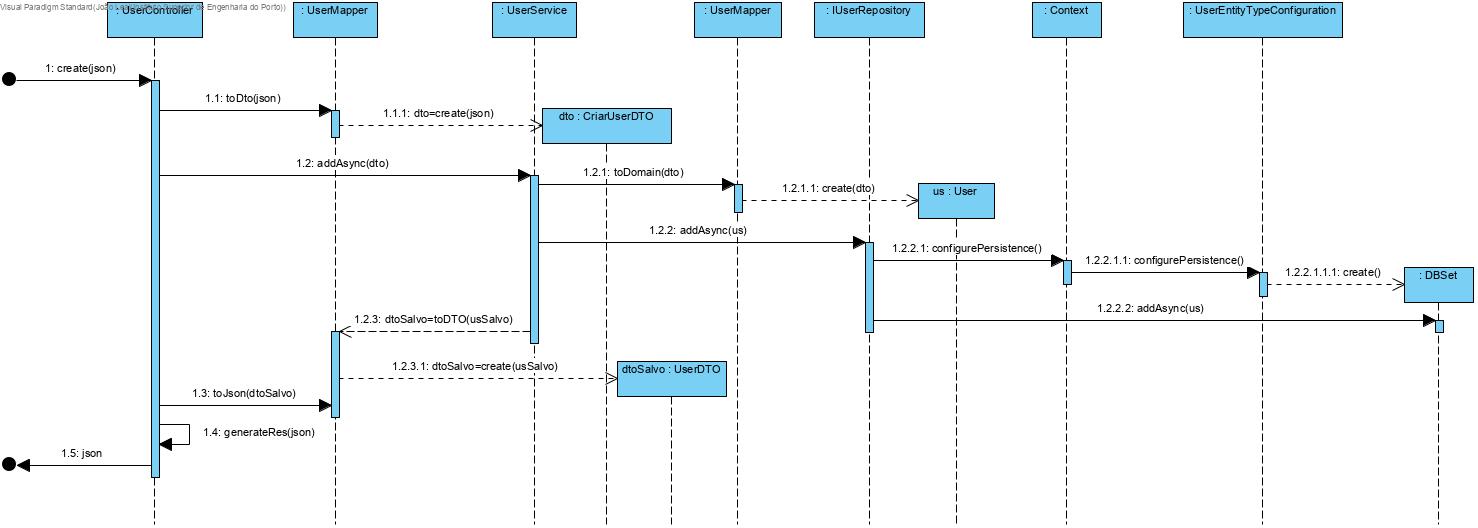 Visual Paradigm Standard(João
de Engenharia do Porto))
: UserController
: UserMapper
: UserService
: UserMapper
: IUserRepository
: Context
: UserEntityTypeConfiguration
1: create(json)
1.1: toDto(json)
1.1.1: dto=create(json)
dto : CriarUserDTO
1.2: addAsync(dto)
1.2.1: toDomain(dto)
1.2.1.1: create(dto)
us : User
1.2.2: addAsync(us)
1.2.2.1: configurePersistence()
1.2.2.1.1: configurePersistence()
1.2.2.1.1.1: create()
: DBSet
1.2.2.2: addAsync(us)
1.2.3: dtoSalvo=toDTO(usSalvo)
1.2.3.1: dtoSalvo=create(usSalvo)
dtoSalvo : UserDTO
1.3: toJson(dtoSalvo)
1.4: generateRes(json)
1.5: json